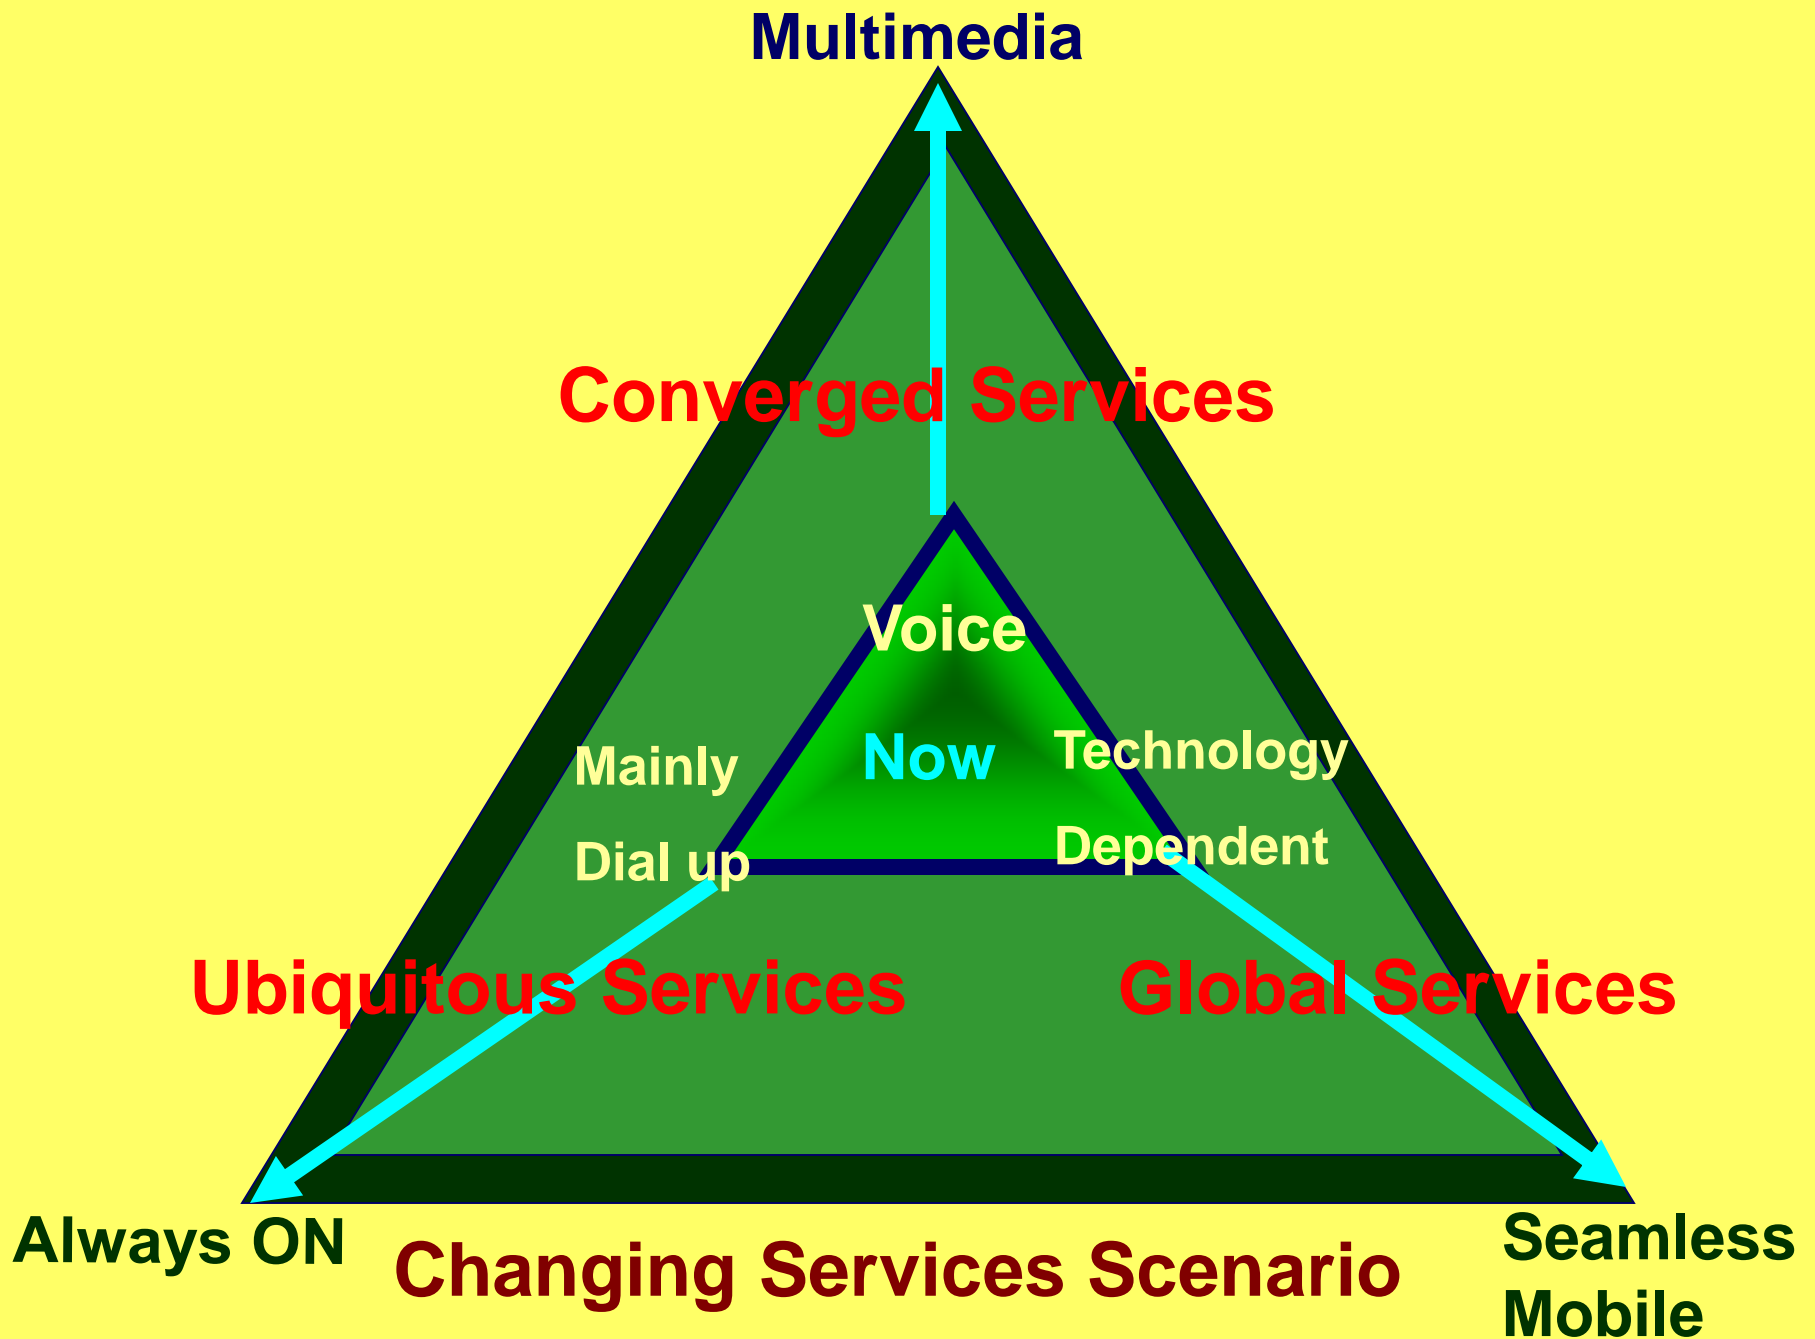 Multimedia
Converged Services
Voice
Now
Mainly
Dial up
Technology
Dependent
Ubiquitous Services
Global Services
Always ON
Changing Services Scenario
Seamless
Mobile